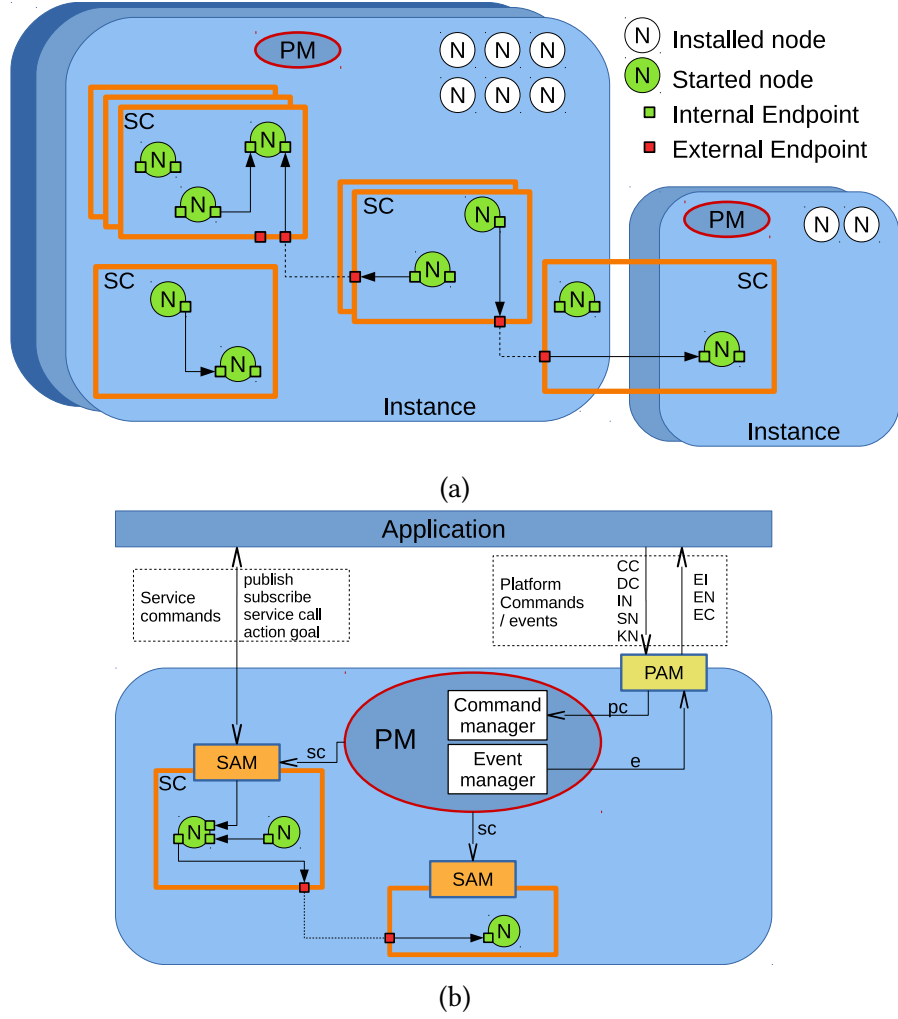 PM
N N N
N N N
N Installed node
N Started node
Internal Endpoint
External Endpoint
SC
N
N
N
SC
N
N
SC
N
N
Instance
PM
N N
SC
N
N
Instance
(a)
Application
Service
commands
publish
subscribe
service call
action goal
Platform
Commands
/ events
CC
DC
IN
SN
KN
EI
EN
EC
PAM
pc
e
PM
Command
manager
Event
manager
sc
SAM
SC
N
N
sc
SAM
N
(b)